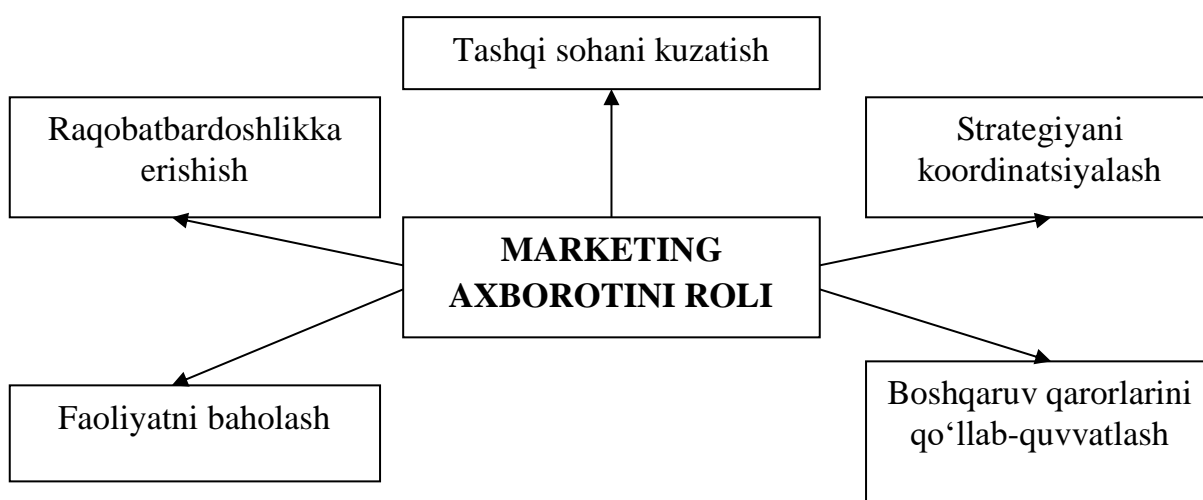 Tashqi sohani kuzatish
Raqobatbardoshlikka
erishish
Strategiyani
koordinatsiyalash
MARKETING
AXBOROTINI ROLI
Faoliyatni baholash
Boshqaruv qarorlarini
qo‘llab-quvvatlash